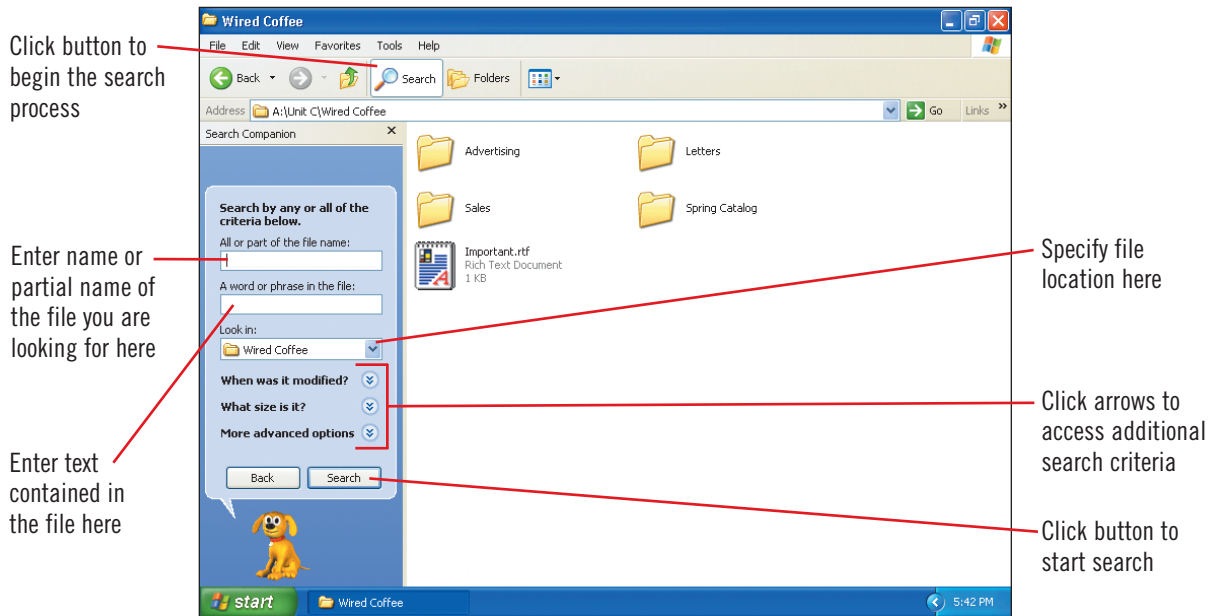 Wired Coffee
File Edit View Favorites Tools Help
Back Search Folders
Address A:\Unit C\Wired Coffee Go Links »
Search Companion
Advertising
Letters
Sales
Spring Catalog
Important.rtf
Rich Text Document
1 KB
Search by any or all of the
criteria below.
All or part of the file name:
A word or phrase in the file:
Look in:
Wired Coffee
When was it modified?
What size is it?
More advanced options
Back Search
start Wired Coffee 5:42 PM
Click button to
begin the search
process
Enter name or
partial name of
the file you are
looking for here
Enter text
contained in
the file here
Specify file
location here
Click arrows to
access additional
search criteria
Click button to
start search